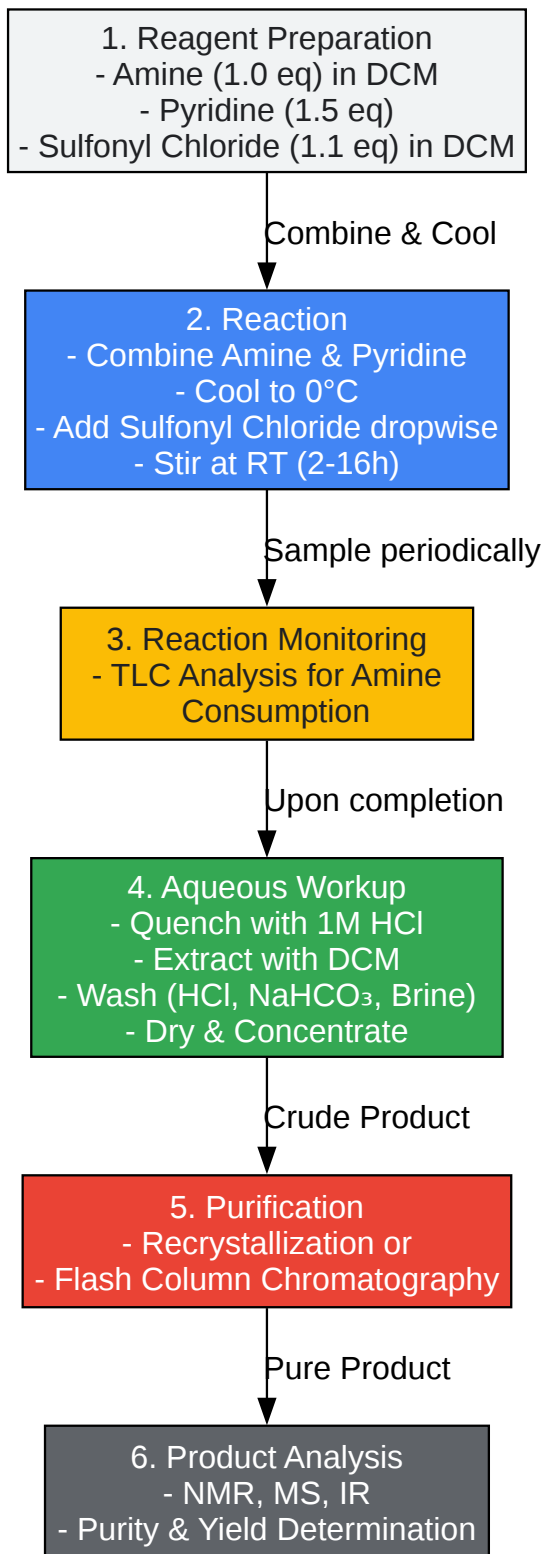 1. Reagent Preparation
- Amine (1.0 eq) in DCM
- Pyridine (1.5 eq)
- Sulfonyl Chloride (1.1 eq) in DCM
Combine & Cool
2. Reaction
- Combine Amine & Pyridine
- Cool to 0°C
- Add Sulfonyl Chloride dropwise
- Stir at RT (2-16h)
Sample periodically
3. Reaction Monitoring
- TLC Analysis for Amine
Consumption
Upon completion
4. Aqueous Workup
- Quench with 1M HCl
- Extract with DCM
- Wash (HCl, NaHCO₃, Brine)
- Dry & Concentrate
Crude Product
5. Purification
- Recrystallization or
- Flash Column Chromatography
Pure Product
6. Product Analysis
- NMR, MS, IR
- Purity & Yield Determination